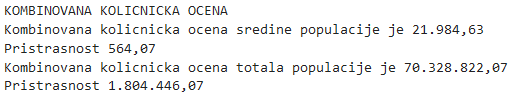 KOMBINOVANA KOLICNICKA OCENA
Kombinovana kolicnicka ocena sredine populacije je 21.984,63
Pristrasnost 564,07
Kombinovana kolicnicka ocena totala populacije je 70.328.822,07
Pristrasnost 1.804.446,07